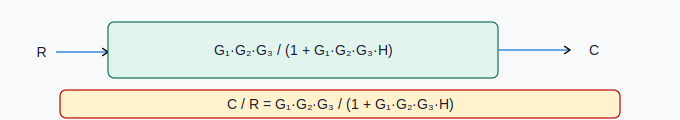 R
G₁·G₂·G₃ / (1 + G₁·G₂·G₃·H)
C
C / R = G₁·G₂·G₃ / (1 + G₁·G₂·G₃·H)